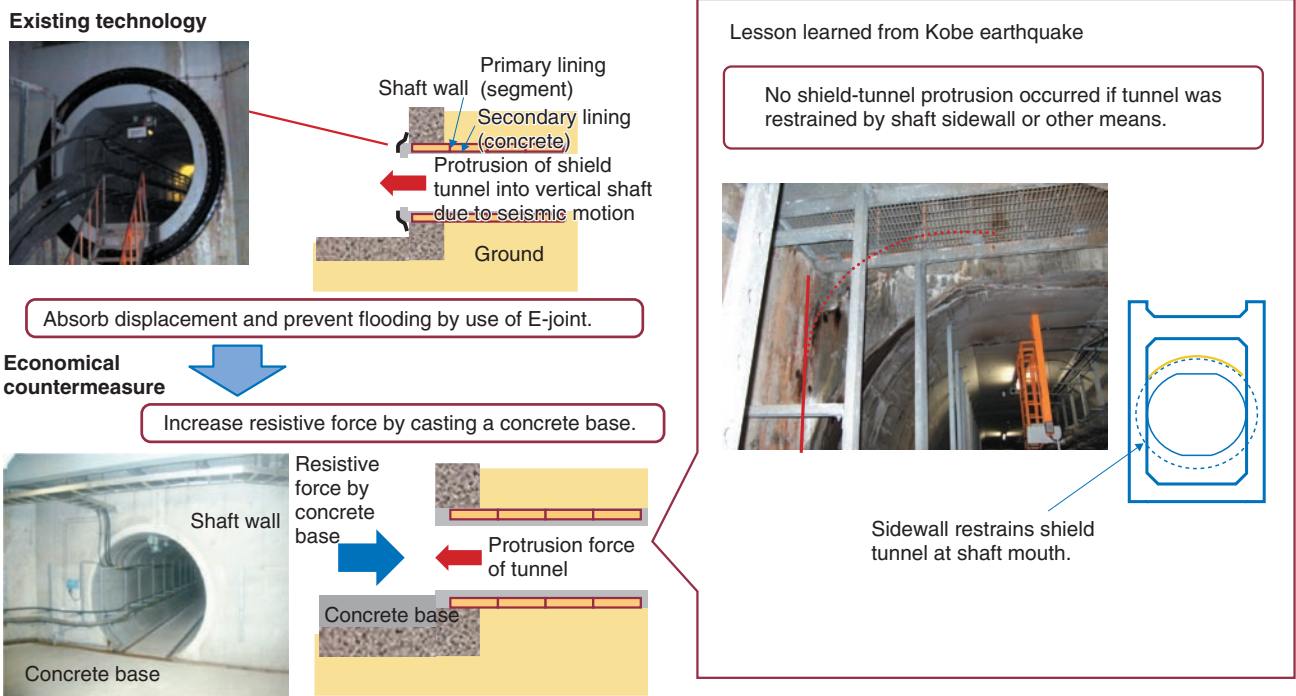 Existing technology
Shaft wall
Primary lining
(segment)
Secondary lining
(concrete)
Protrusion of shield
tunnel into vertical shaft
due to seismic motion
Ground
Absorb displacement and prevent flooding by use of E-joint.
Economical
countermeasure
Increase resistive force by casting a concrete base.
Shaft wall
Concrete base
Resistive
force by
concrete
base
Protrusion force
of tunnel
Concrete base
Lesson learned from Kobe earthquake
No shield-tunnel protrusion occurred if tunnel was
restrained by shaft sidewall or other means.
Sidewall restrains shield
tunnel at shaft mouth.